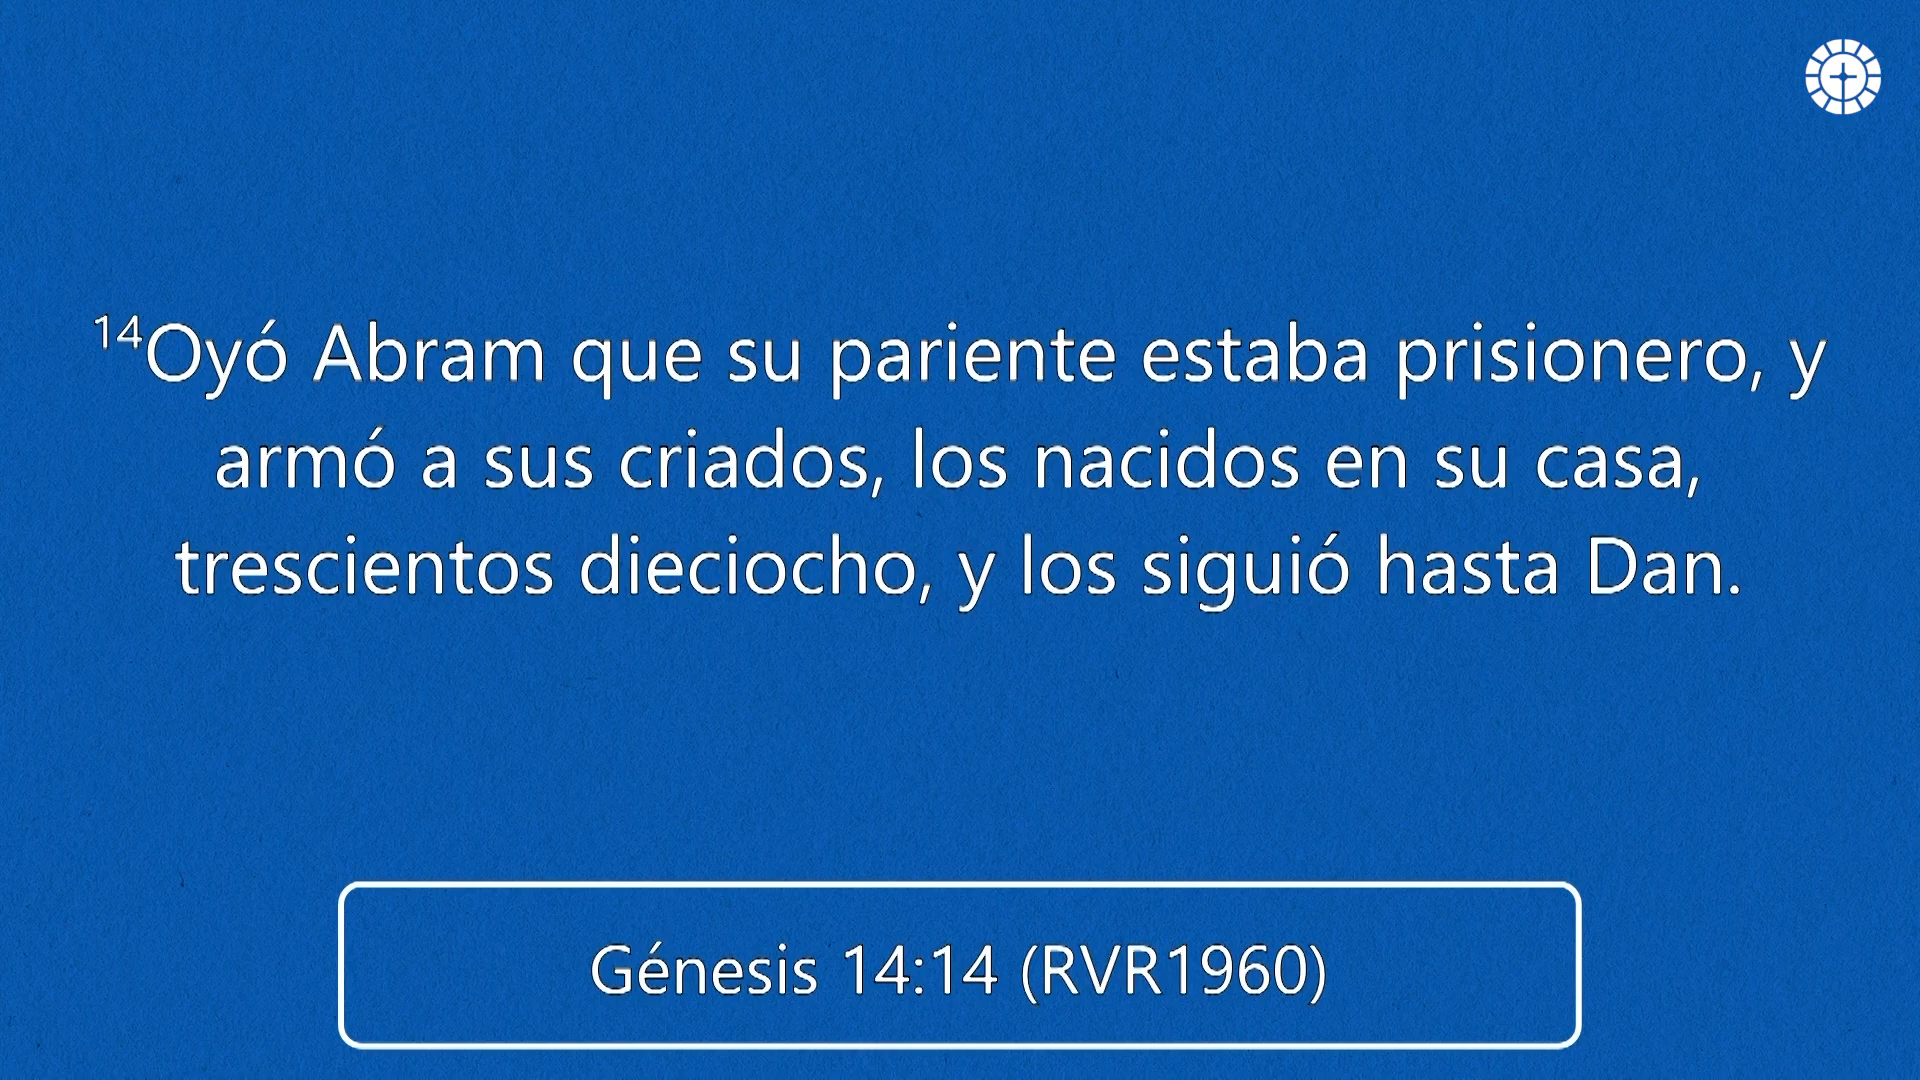 ¹⁴Oyó Abram que su pariente estaba prisionero, y
armó a sus criados, los nacidos en su casa,
trescientos dieciocho, y los siguió hasta Dan.
Génesis 14:14 (RVR1960)